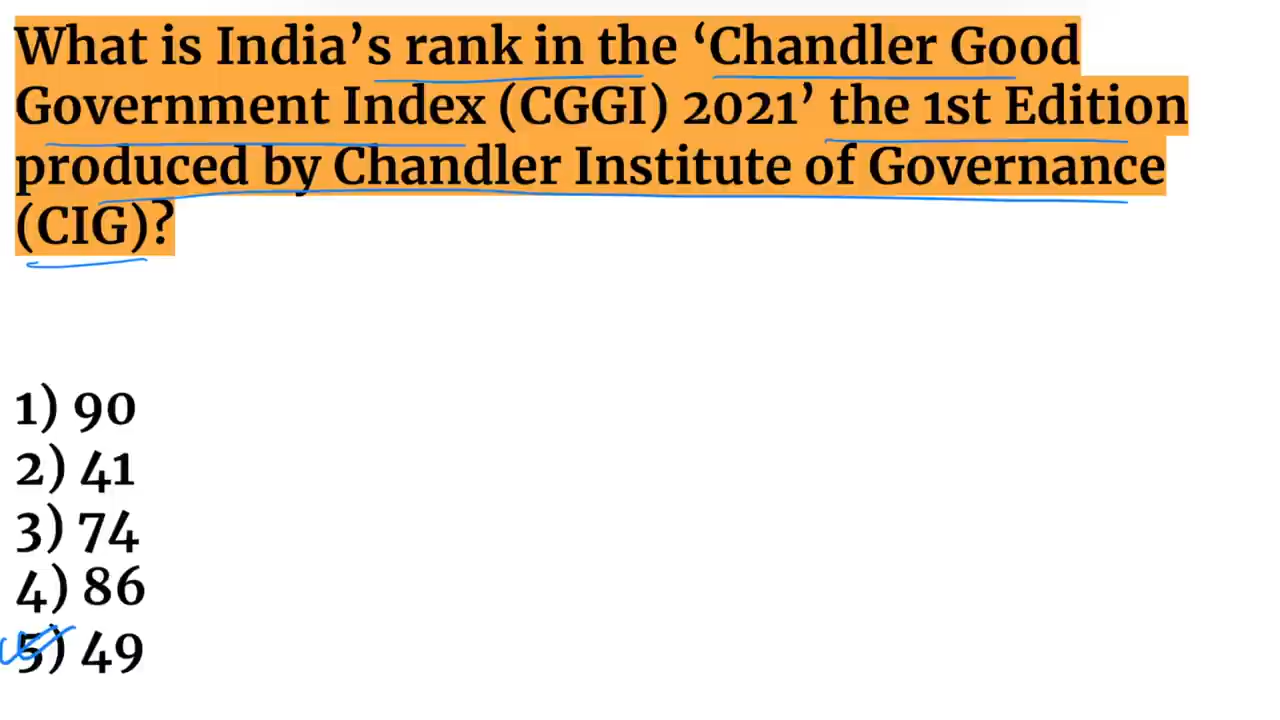 What is India’s rank in the ‘Chandler Good
Government Index (CGGI) 2021’ the 1st Edition
produced by Chandler Institute of Governance
(CIG)?
1) 90
2) 41
3) 74
4) 86
5) 49